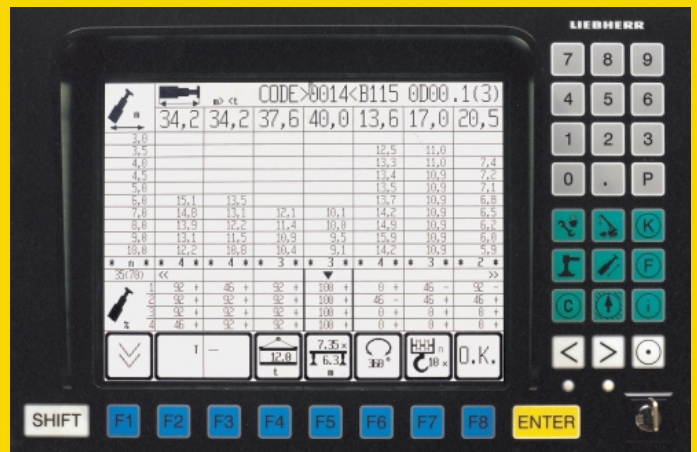 LIEBHERR
CODE>0014<B115 0D00.1(3)
m m> <t 34,2 34,2 37,6 40,0 13,6 17,0 20,5
3,0
3,5 12,5 11,0
4,0 13,3 11,0 7,4
4,5 13,4 10,9 7,2
5,0 13,5 10,9 7,1
6,0 15,1 13,5 13,7 10,9 6,8
7,0 14,8 13,1 12,1 10,1 14,2 10,9 6,5
8,0 13,9 12,2 11,4 10,0 14,9 10,9 6,2
9,0 13,1 11,5 10,9 9,5 15,9 10,9 6,0
10,0 12,2 10,8 10,4 9,1 14,2 10,9 5,9
* n * * 4 * * 4 * * 3 * * 3 * * 4 * * 3 * * 2 *
35(70) << >>
1 92 + 46 + 92 + 100 + 0 + 46 - 92 -
2 92 + 92 + 92 + 100 + 46 - 46 + 46 +
3 92 + 92 + 92 + 100 + 0 + 0 + 0 +
% 4 46 + 92 + 92 + 100 + 0 + 0 + 0 +
T - 12.0 t 7.35 × 6.3 m 360° n 10 × O.K.
7 8 9
4 5 6
1 2 3
0 . P
K
F
C i
< >
SHIFT F1 F2 F3 F4 F5 F6 F7 F8 ENTER